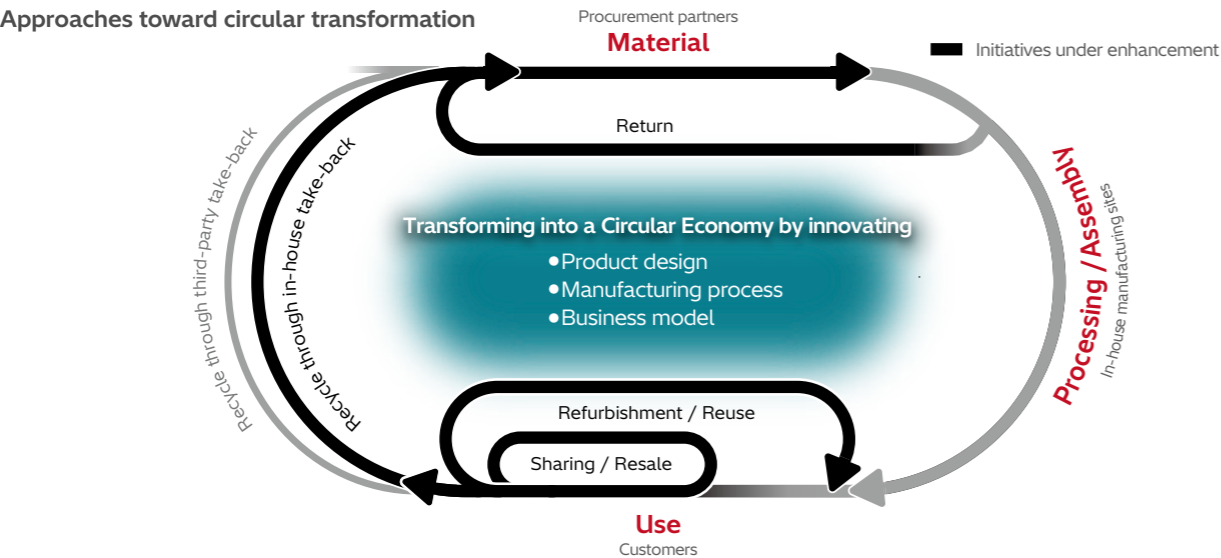 Approaches toward circular transformation
Procurement partners
Material
Initiatives under enhancement
Return
Recycle through third-party take-back
Recycle through in-house take-back
Transforming into a Circular Economy by innovating
●Product design
●Manufacturing process
●Business model
Processing / Assembly
In-house manufacturing sites
Refurbishment / Reuse
Sharing / Resale
Use
Customers